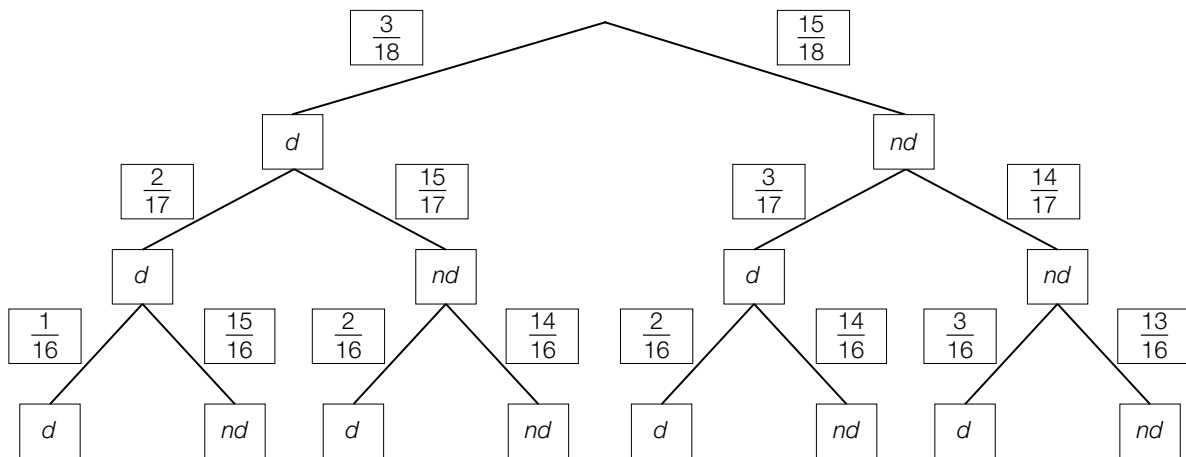 3/18 15/18
d nd
2/17 15/17 3/17 14/17
d nd d nd
1/16 15/16 2/16 14/16 2/16 14/16 3/16 13/16
d nd d nd d nd d nd